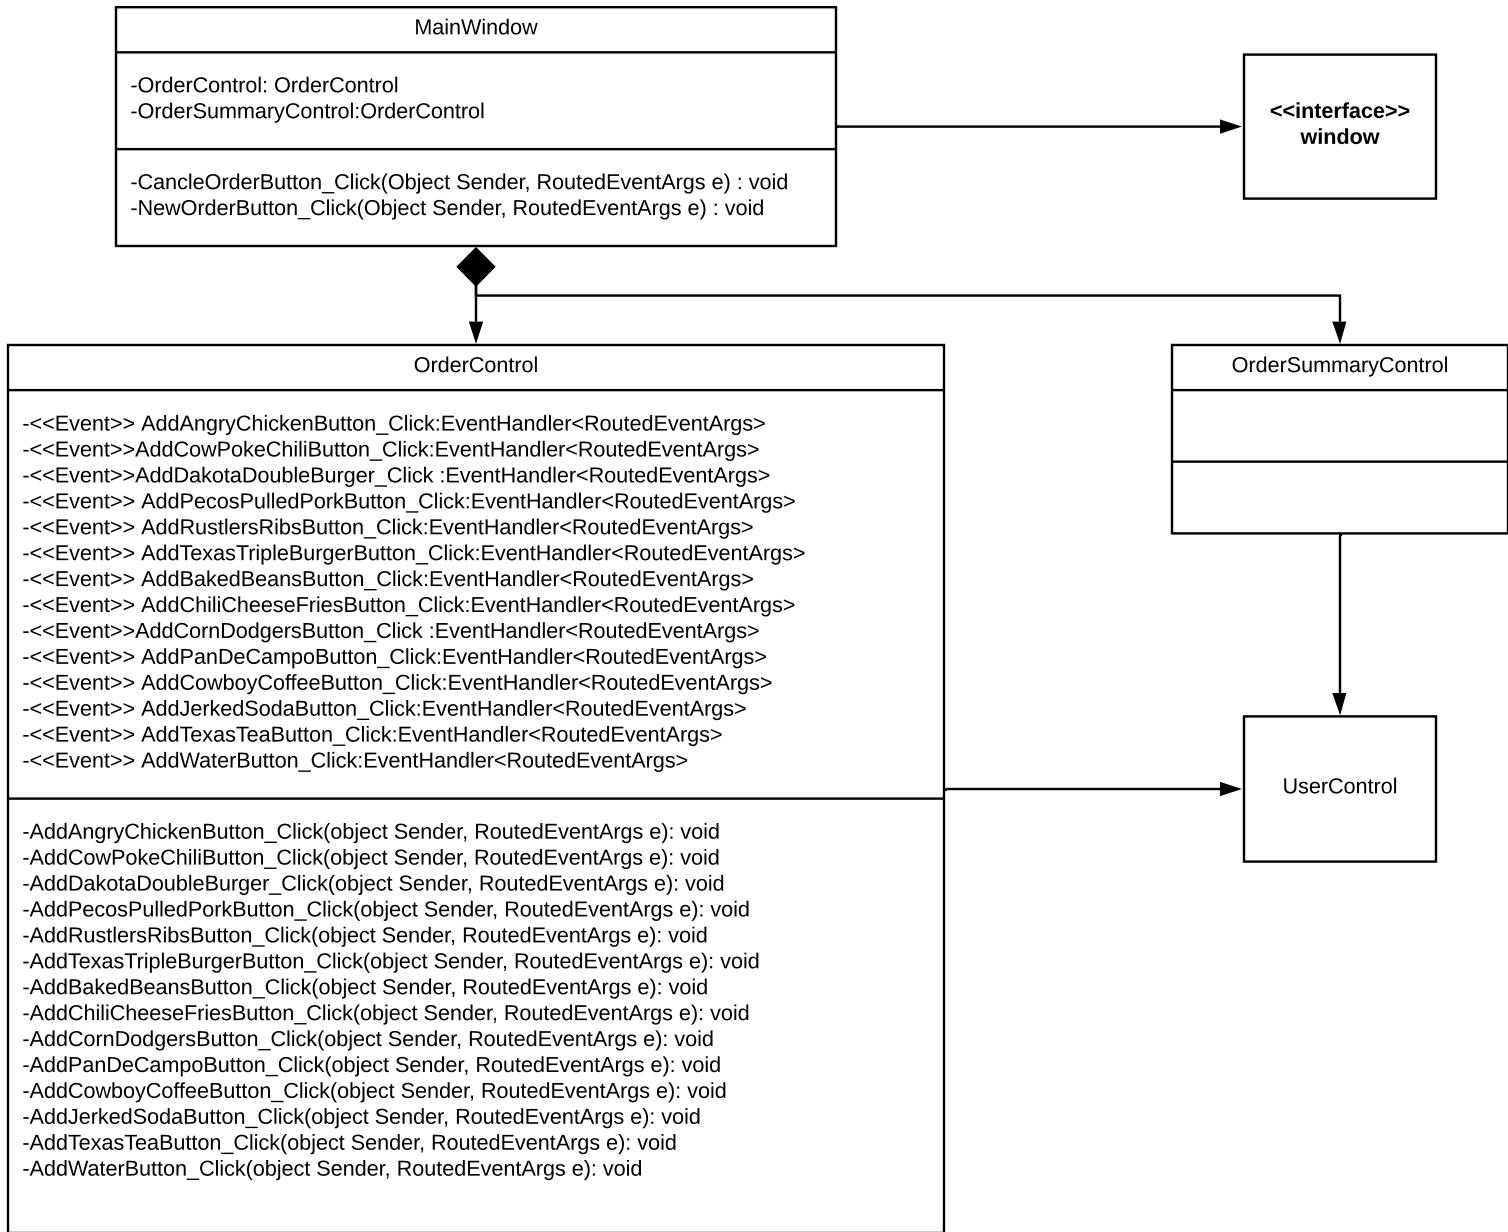 MainWindow
-OrderControl: OrderControl
-OrderSummaryControl:OrderControl
-CancleOrderButton_Click(Object Sender, RoutedEventArgs e) : void
-NewOrderButton_Click(Object Sender, RoutedEventArgs e) : void
<<interface>>
window
OrderControl
-<<Event>> AddAngryChickenButton_Click:EventHandler<RoutedEventArgs>
-<<Event>>AddCowPokeChiliButton_Click:EventHandler<RoutedEventArgs>
-<<Event>>AddDakotaDoubleBurger_Click :EventHandler<RoutedEventArgs>
-<<Event>> AddPecosPulledPorkButton_Click:EventHandler<RoutedEventArgs>
-<<Event>> AddRustlersRibsButton_Click:EventHandler<RoutedEventArgs>
-<<Event>> AddTexasTripleBurgerButton_Click:EventHandler<RoutedEventArgs>
-<<Event>> AddBakedBeansButton_Click:EventHandler<RoutedEventArgs>
-<<Event>> AddChiliCheeseFriesButton_Click:EventHandler<RoutedEventArgs>
-<<Event>>AddCornDodgersButton_Click :EventHandler<RoutedEventArgs>
-<<Event>> AddPanDeCampoButton_Click:EventHandler<RoutedEventArgs>
-<<Event>> AddCowboyCoffeeButton_Click:EventHandler<RoutedEventArgs>
-<<Event>> AddJerkedSodaButton_Click:EventHandler<RoutedEventArgs>
-<<Event>> AddTexasTeaButton_Click:EventHandler<RoutedEventArgs>
-<<Event>> AddWaterButton_Click:EventHandler<RoutedEventArgs>
-AddAngryChickenButton_Click(object Sender, RoutedEventArgs e): void
-AddCowPokeChiliButton_Click(object Sender, RoutedEventArgs e): void
-AddDakotaDoubleBurger_Click(object Sender, RoutedEventArgs e): void
-AddPecosPulledPorkButton_Click(object Sender, RoutedEventArgs e): void
-AddRustlersRibsButton_Click(object Sender, RoutedEventArgs e): void
-AddTexasTripleBurgerButton_Click(object Sender, RoutedEventArgs e): void
-AddBakedBeansButton_Click(object Sender, RoutedEventArgs e): void
-AddChiliCheeseFriesButton_Click(object Sender, RoutedEventArgs e): void
-AddCornDodgersButton_Click(object Sender, RoutedEventArgs e): void
-AddPanDeCampoButton_Click(object Sender, RoutedEventArgs e): void
-AddCowboyCoffeeButton_Click(object Sender, RoutedEventArgs e): void
-AddJerkedSodaButton_Click(object Sender, RoutedEventArgs e): void
-AddTexasTeaButton_Click(object Sender, RoutedEventArgs e): void
-AddWaterButton_Click(object Sender, RoutedEventArgs e): void
OrderSummaryControl
UserControl